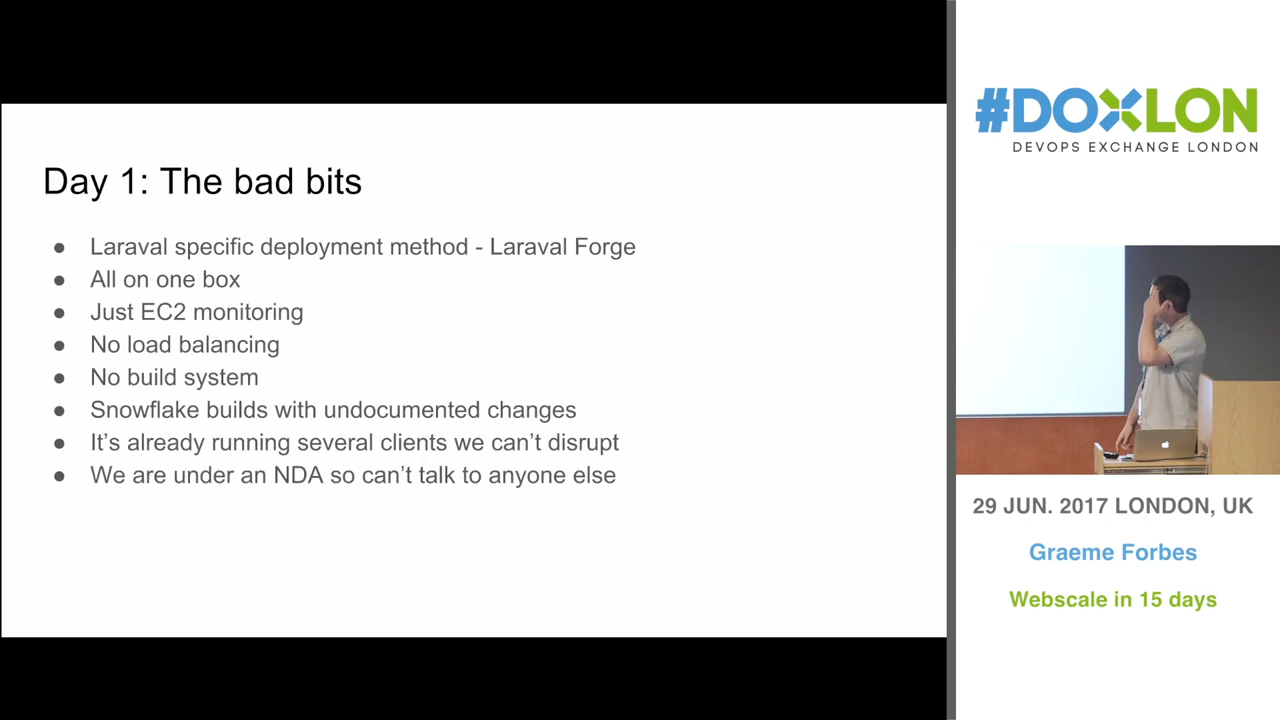 Day 1: The bad bits
● Laraval specific deployment method - Laraval Forge
● All on one box
● Just EC2 monitoring
● No load balancing
● No build system
● Snowflake builds with undocumented changes
● It's already running several clients we can't disrupt
● We are under an NDA so can't talk to anyone else
#DOXLON
DEVOPS EXCHANGE LONDON
29 JUN. 2017 LONDON, UK
Graeme Forbes
Webscale in 15 days